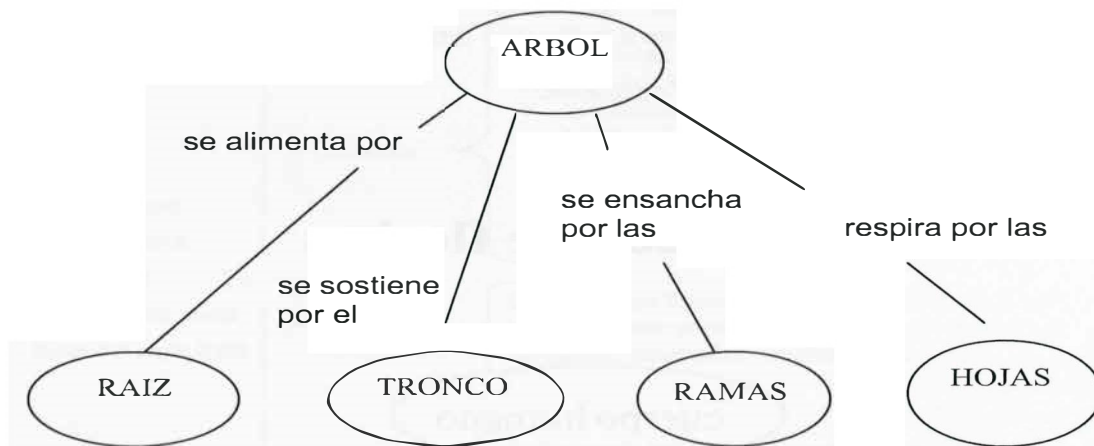 ARBOL
se alimenta por
se ensancha
por las
respira por las
se sostiene
por el
RAIZ
TRONCO
RAMAS
HOJAS